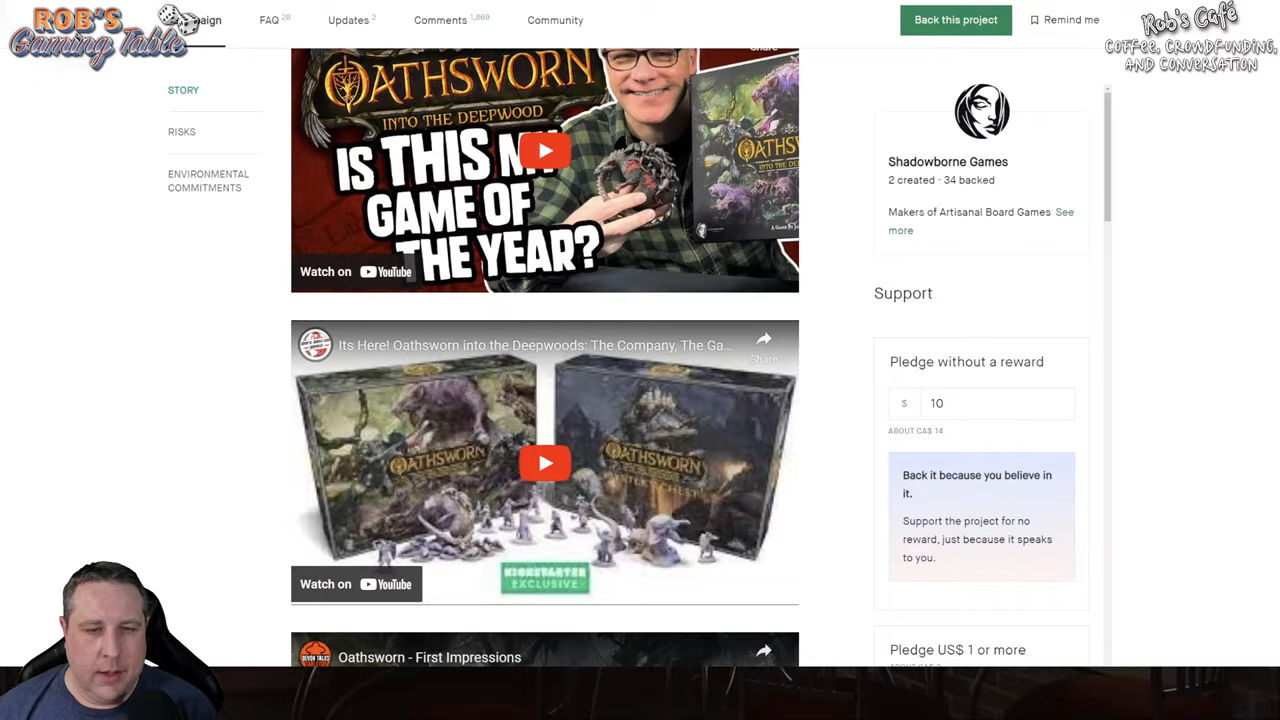 ROB'S
Gaming Table
paign
FAQ 28
Updates 2
Comments 1,869
Community
Back this project
Remind me
Rob's Café
COFFEE, CROWDFUNDING,
AND CONVERSATION
STORY
RISKS
ENVIRONMENTAL
COMMITMENTS
Share
OATHSWORN
INTO THE DEEPWOOD
IS THIS MY
GAME OF
THE YEAR?
Watch on YouTube
Its Here! Oathsworn into the Deepwoods: The Company, The Ga...
Share
OATHSWORN
OATHSWORN
KICKSTARTER
EXCLUSIVE
Watch on YouTube
Oathsworn - First Impressions
Shadowborne Games
2 created · 34 backed
Makers of Artisanal Board Games See
more
Support
Pledge without a reward
$ 10
ABOUT CA$ 14
Back it because you believe in
it.
Support the project for no
reward, just because it speaks
to you.
Pledge US$ 1 or more